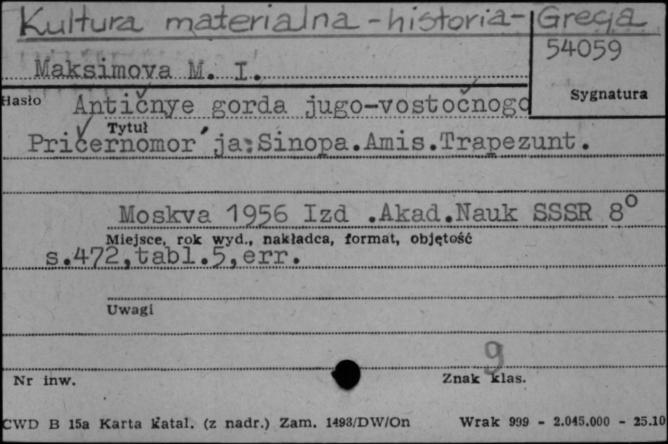 Kultura materialna - historia - Grecja
54059
Maksimova M. I.
Hasło
Sygnatura
Antičnye gorda jugo-vostočnogo
Tytuł
Pričernomor´ja:Sinopa.Amis.Trapezunt.
Moskva 1956 Izd .Akad.Nauk SSSR 8°
Miejsce, rok wyd., nakładca, format, objętość
s.472,tabl.5,err.
Uwagi
9
Nr inw.
Znak klas.
CWD B 15a Karta katal. (z nadr.) Zam. 1493/DW/On Wrak 999 - 2.045.000 - 25.10